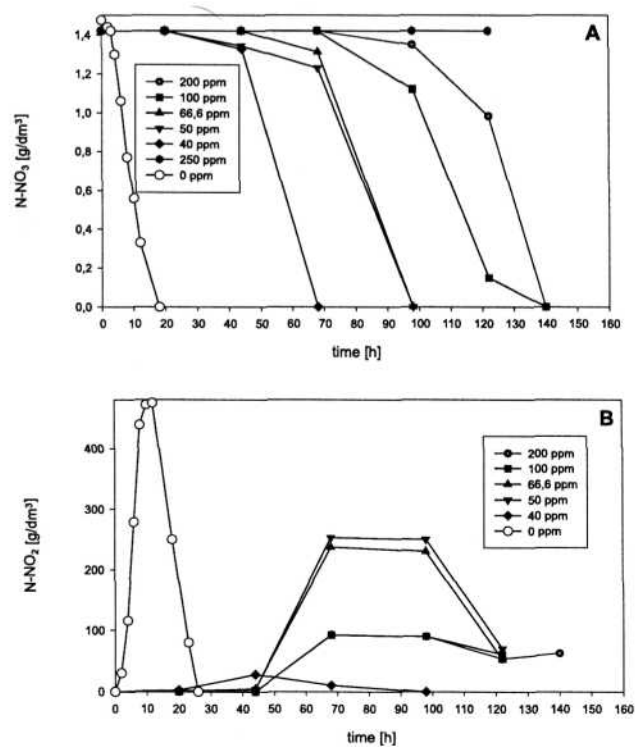 A
N-NO3 [g/dm³]
1,4
1,2
1,0
0,8
0,6
0,4
0,2
0,0
200 ppm
100 ppm
66,6 ppm
50 ppm
40 ppm
250 ppm
0 ppm
0 10 20 30 40 50 60 70 80 90 100 110 120 130 140 150 160
time [h]
B
N-NO2 [g/dm³]
400
300
200
100
0
200 ppm
100 ppm
66,6 ppm
50 ppm
40 ppm
0 ppm
0 10 20 30 40 50 60 70 80 90 100 110 120 130 140 150 160
time [h]